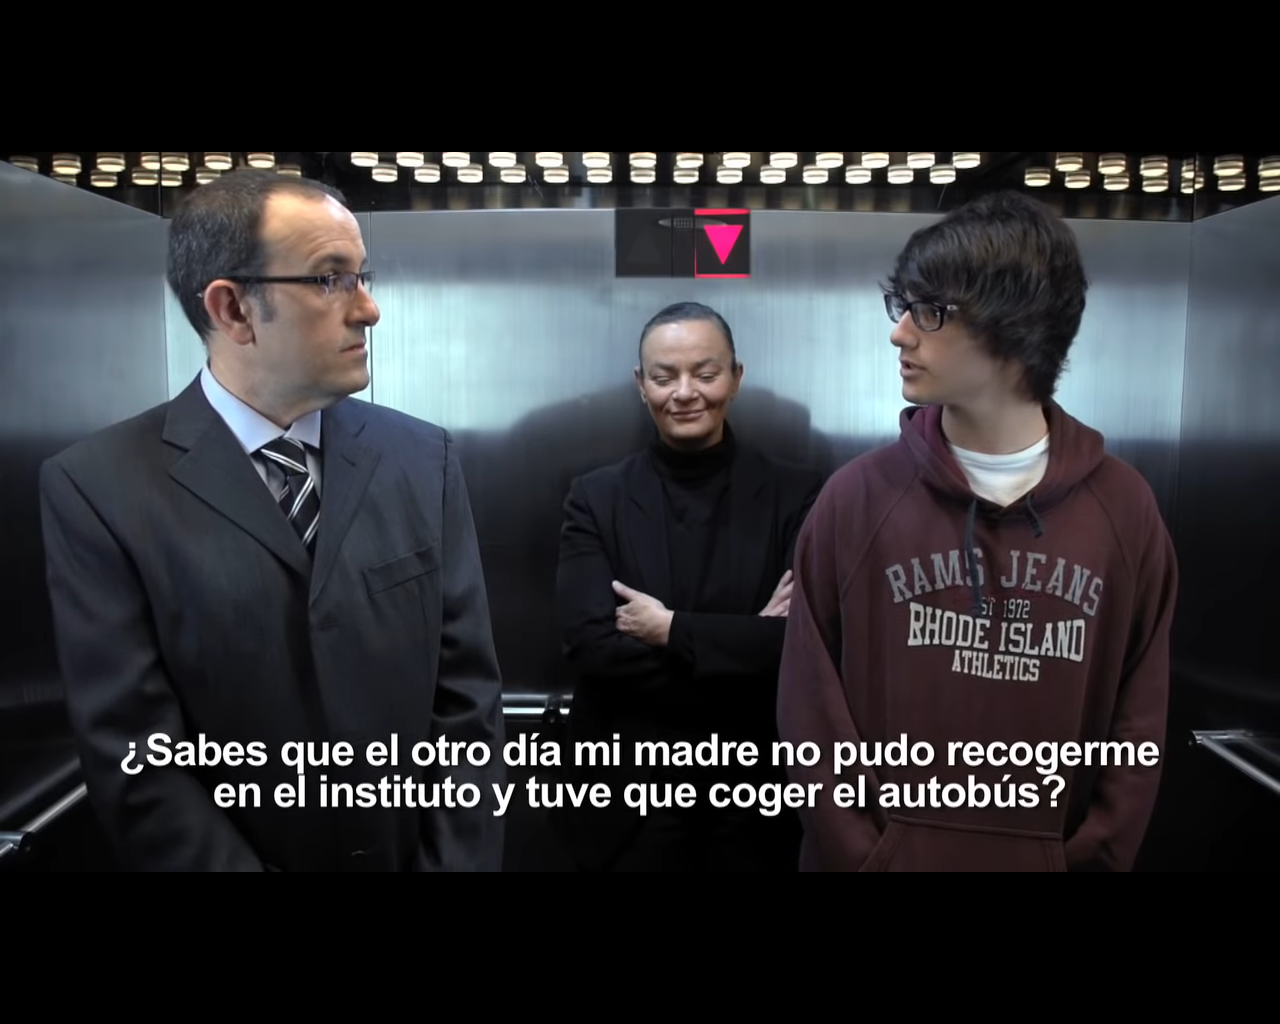 RAMS JEANS
EST 1972
RHODE ISLAND
ATHLETICS
¿Sabes que el otro día mi madre no pudo recogerme
en el instituto y tuve que coger el autobús?